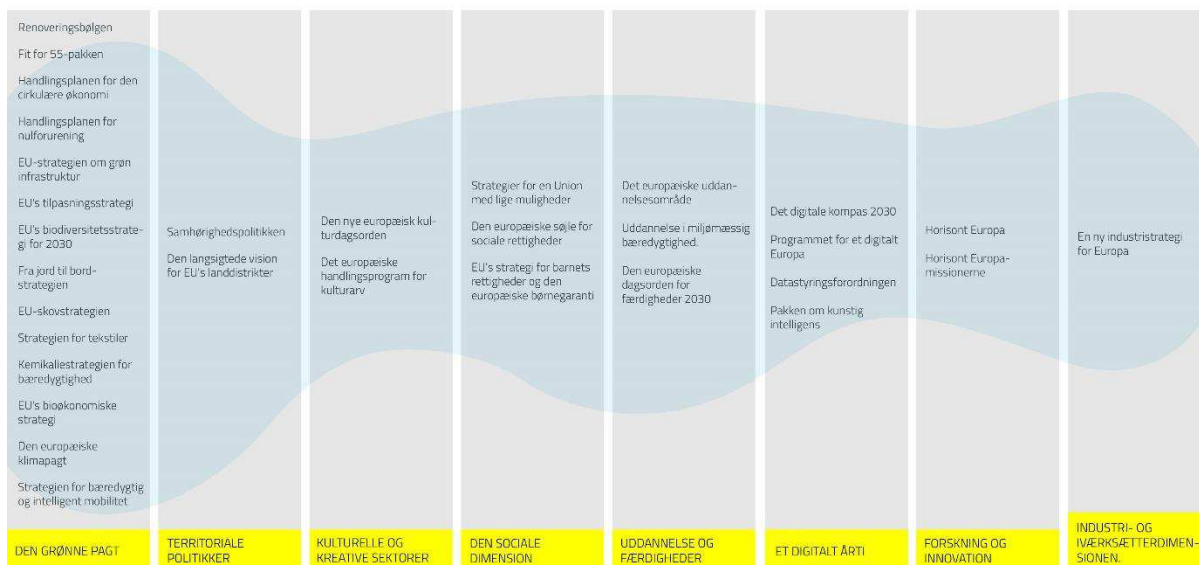 Renoveringsbølgen
Fit for 55-pakken
Handlingsplanen for den
cirkulære økonomi
Handlingsplanen for
nulforurening
EU-strategien om grøn
infrastruktur
EU's tilpasningsstrategi
EU's biodiversitetsstrate-
gi for 2030
Fra jord til bord-
strategien
EU-skovstrategien
Strategien for tekstiler
Kemikaliestrategien for
bæredygtighed
EU's bioøkonomiske
strategi
Den europæiske
klimapagt
Strategien for bæredygtig
og intelligent mobilitet
DEN GRØNNE PAGT
Samhørighedspolitikken
Den langsigtede vision
for EU's landdistrikter
TERRITORIALE
POLITIKKER
Den nye europæisk kul-
turdagsorden
Det europæiske
handlingsprogram for
kulturarv
KULTURELLE OG
KREATIVE SEKTORER
Strategier for en Union
med lige muligheder
Den europæiske søjle for
sociale rettigheder
EU's strategi for barnets
rettigheder og den
europæiske børnegaranti
DEN SOCIALE
DIMENSION
Det europæiske uddan-
nelsesområde
Uddannelse i miljømæssig
bæredygtighed.
Den europæiske
dagsorden for
færdigheder 2030
UDDANNELSE OG
FÆRDIGHEDER
Det digitale kompas 2030
Programmet for et digitalt
Europa
Datastyringsforordningen
Pakken om kunstig
intelligens
ET DIGITALT ÅRTI
Horisont Europa
Horisont Europa-
missionerne
FORSKNING OG
INNOVATION
En ny industristrategi
for Europa
INDUSTRI- OG
IVÆRKSÆTTERDIMEN-
SIONEN.